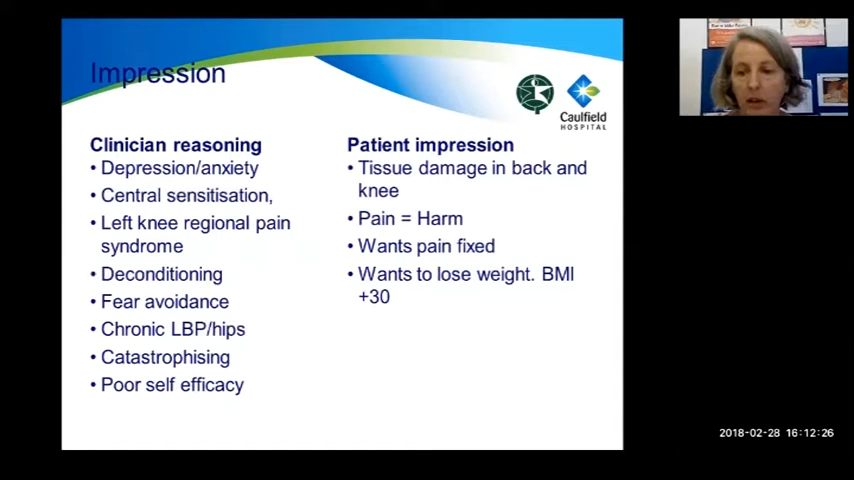 Impression
Caulfield
HOSPITAL
Clinician reasoning
• Depression/anxiety
• Central sensitisation,
• Left knee regional pain
syndrome
• Deconditioning
• Fear avoidance
• Chronic LBP/hips
• Catastrophising
• Poor self efficacy
Patient impression
• Tissue damage in back and
knee
• Pain = Harm
• Wants pain fixed
• Wants to lose weight. BMI
+30
2018-02-28 16:12:26